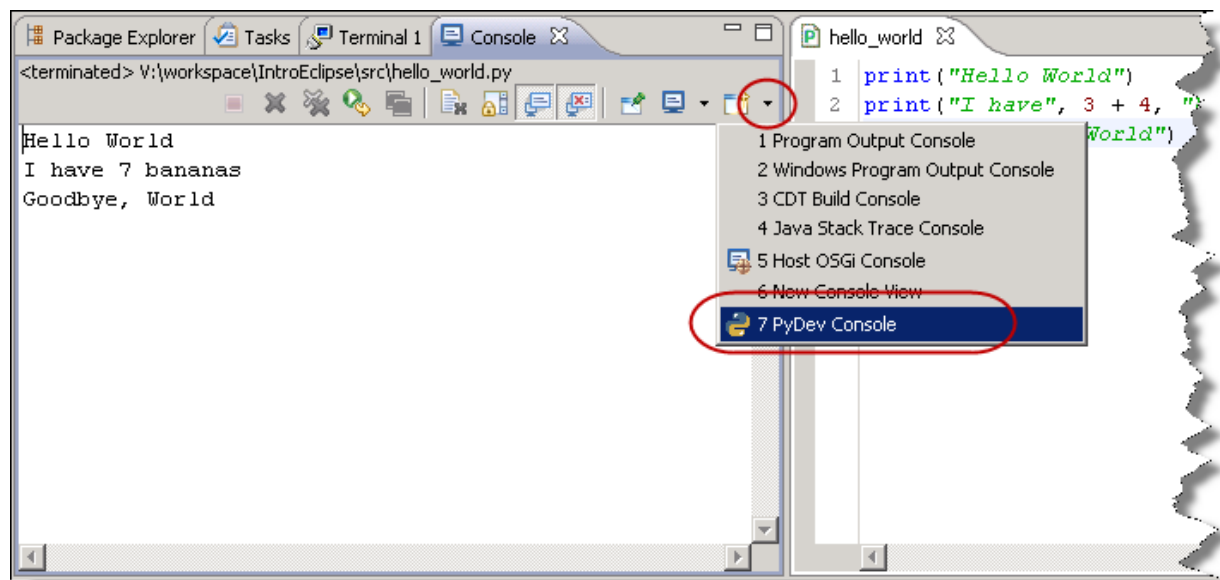 Package Explorer Tasks Terminal 1 Console
<terminated> V:\workspace\IntroEclipse\src\hello_world.py
Hello World
I have 7 bananas
Goodbye, World
hello_world
1 print("Hello World")
2 print("I have", 3 + 4, "
World")
1 Program Output Console
2 Windows Program Output Console
3 CDT Build Console
4 Java Stack Trace Console
5 Host OSGi Console
6 New Console View
7 PyDev Console